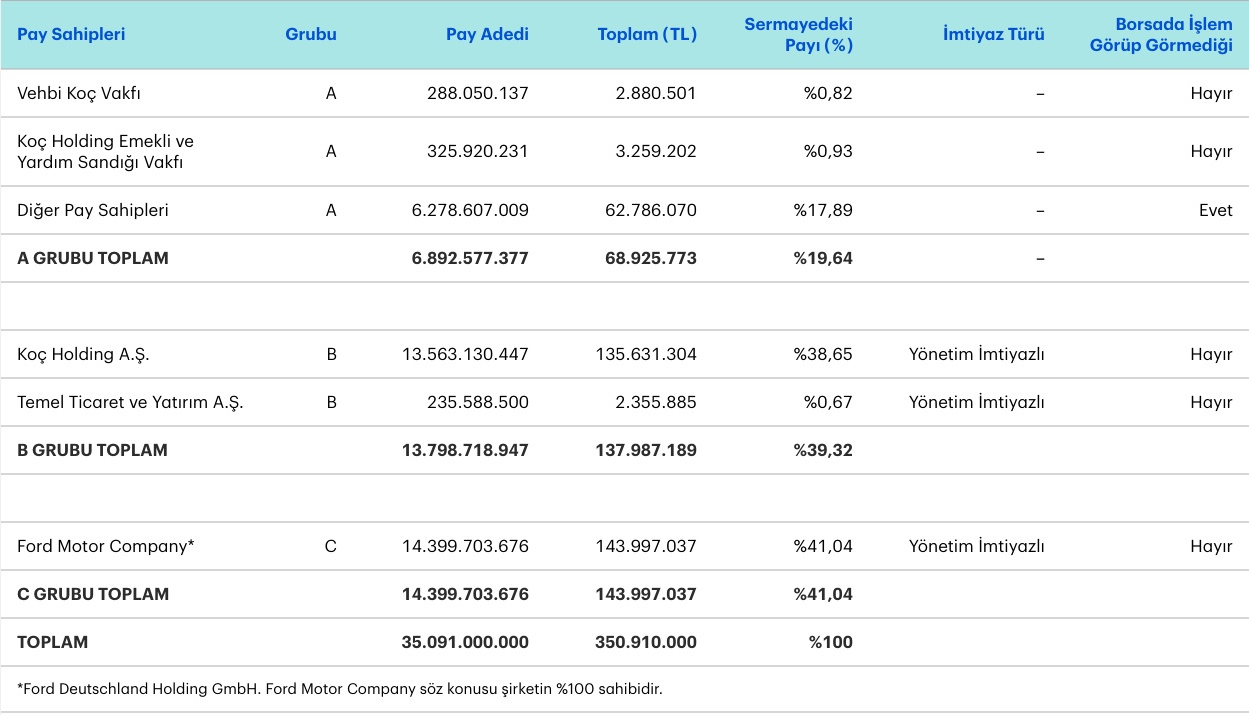 Pay Sahipleri Grubu Pay Adedi Toplam (TL) Sermayedeki Payı (%) İmtiyaz Türü Borsada İşlem Görüp Görmediği
Vehbi Koç Vakfı A 288.050.137 2.880.501 %0,82 – Hayır
Koç Holding Emekli ve
Yardım Sandığı Vakfı A 325.920.231 3.259.202 %0,93 – Hayır
Diğer Pay Sahipleri A 6.278.607.009 62.786.070 %17,89 – Evet
A GRUBU TOPLAM 6.892.577.377 68.925.773 %19,64 –
Koç Holding A.Ş. B 13.563.130.447 135.631.304 %38,65 Yönetim İmtiyazlı Hayır
Temel Ticaret ve Yatırım A.Ş. B 235.588.500 2.355.885 %0,67 Yönetim İmtiyazlı Hayır
B GRUBU TOPLAM 13.798.718.947 137.987.189 %39,32
Ford Motor Company* C 14.399.703.676 143.997.037 %41,04 Yönetim İmtiyazlı Hayır
C GRUBU TOPLAM 14.399.703.676 143.997.037 %41,04
TOPLAM 35.091.000.000 350.910.000 %100
*Ford Deutschland Holding GmbH. Ford Motor Company söz konusu şirketin %100 sahibidir.